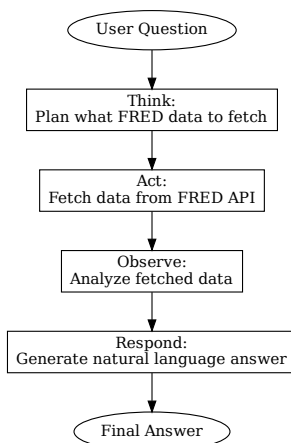 User Question
Think:
Plan what FRED data to fetch
Act:
Fetch data from FRED API
Observe:
Analyze fetched data
Respond:
Generate natural language answer
Final Answer